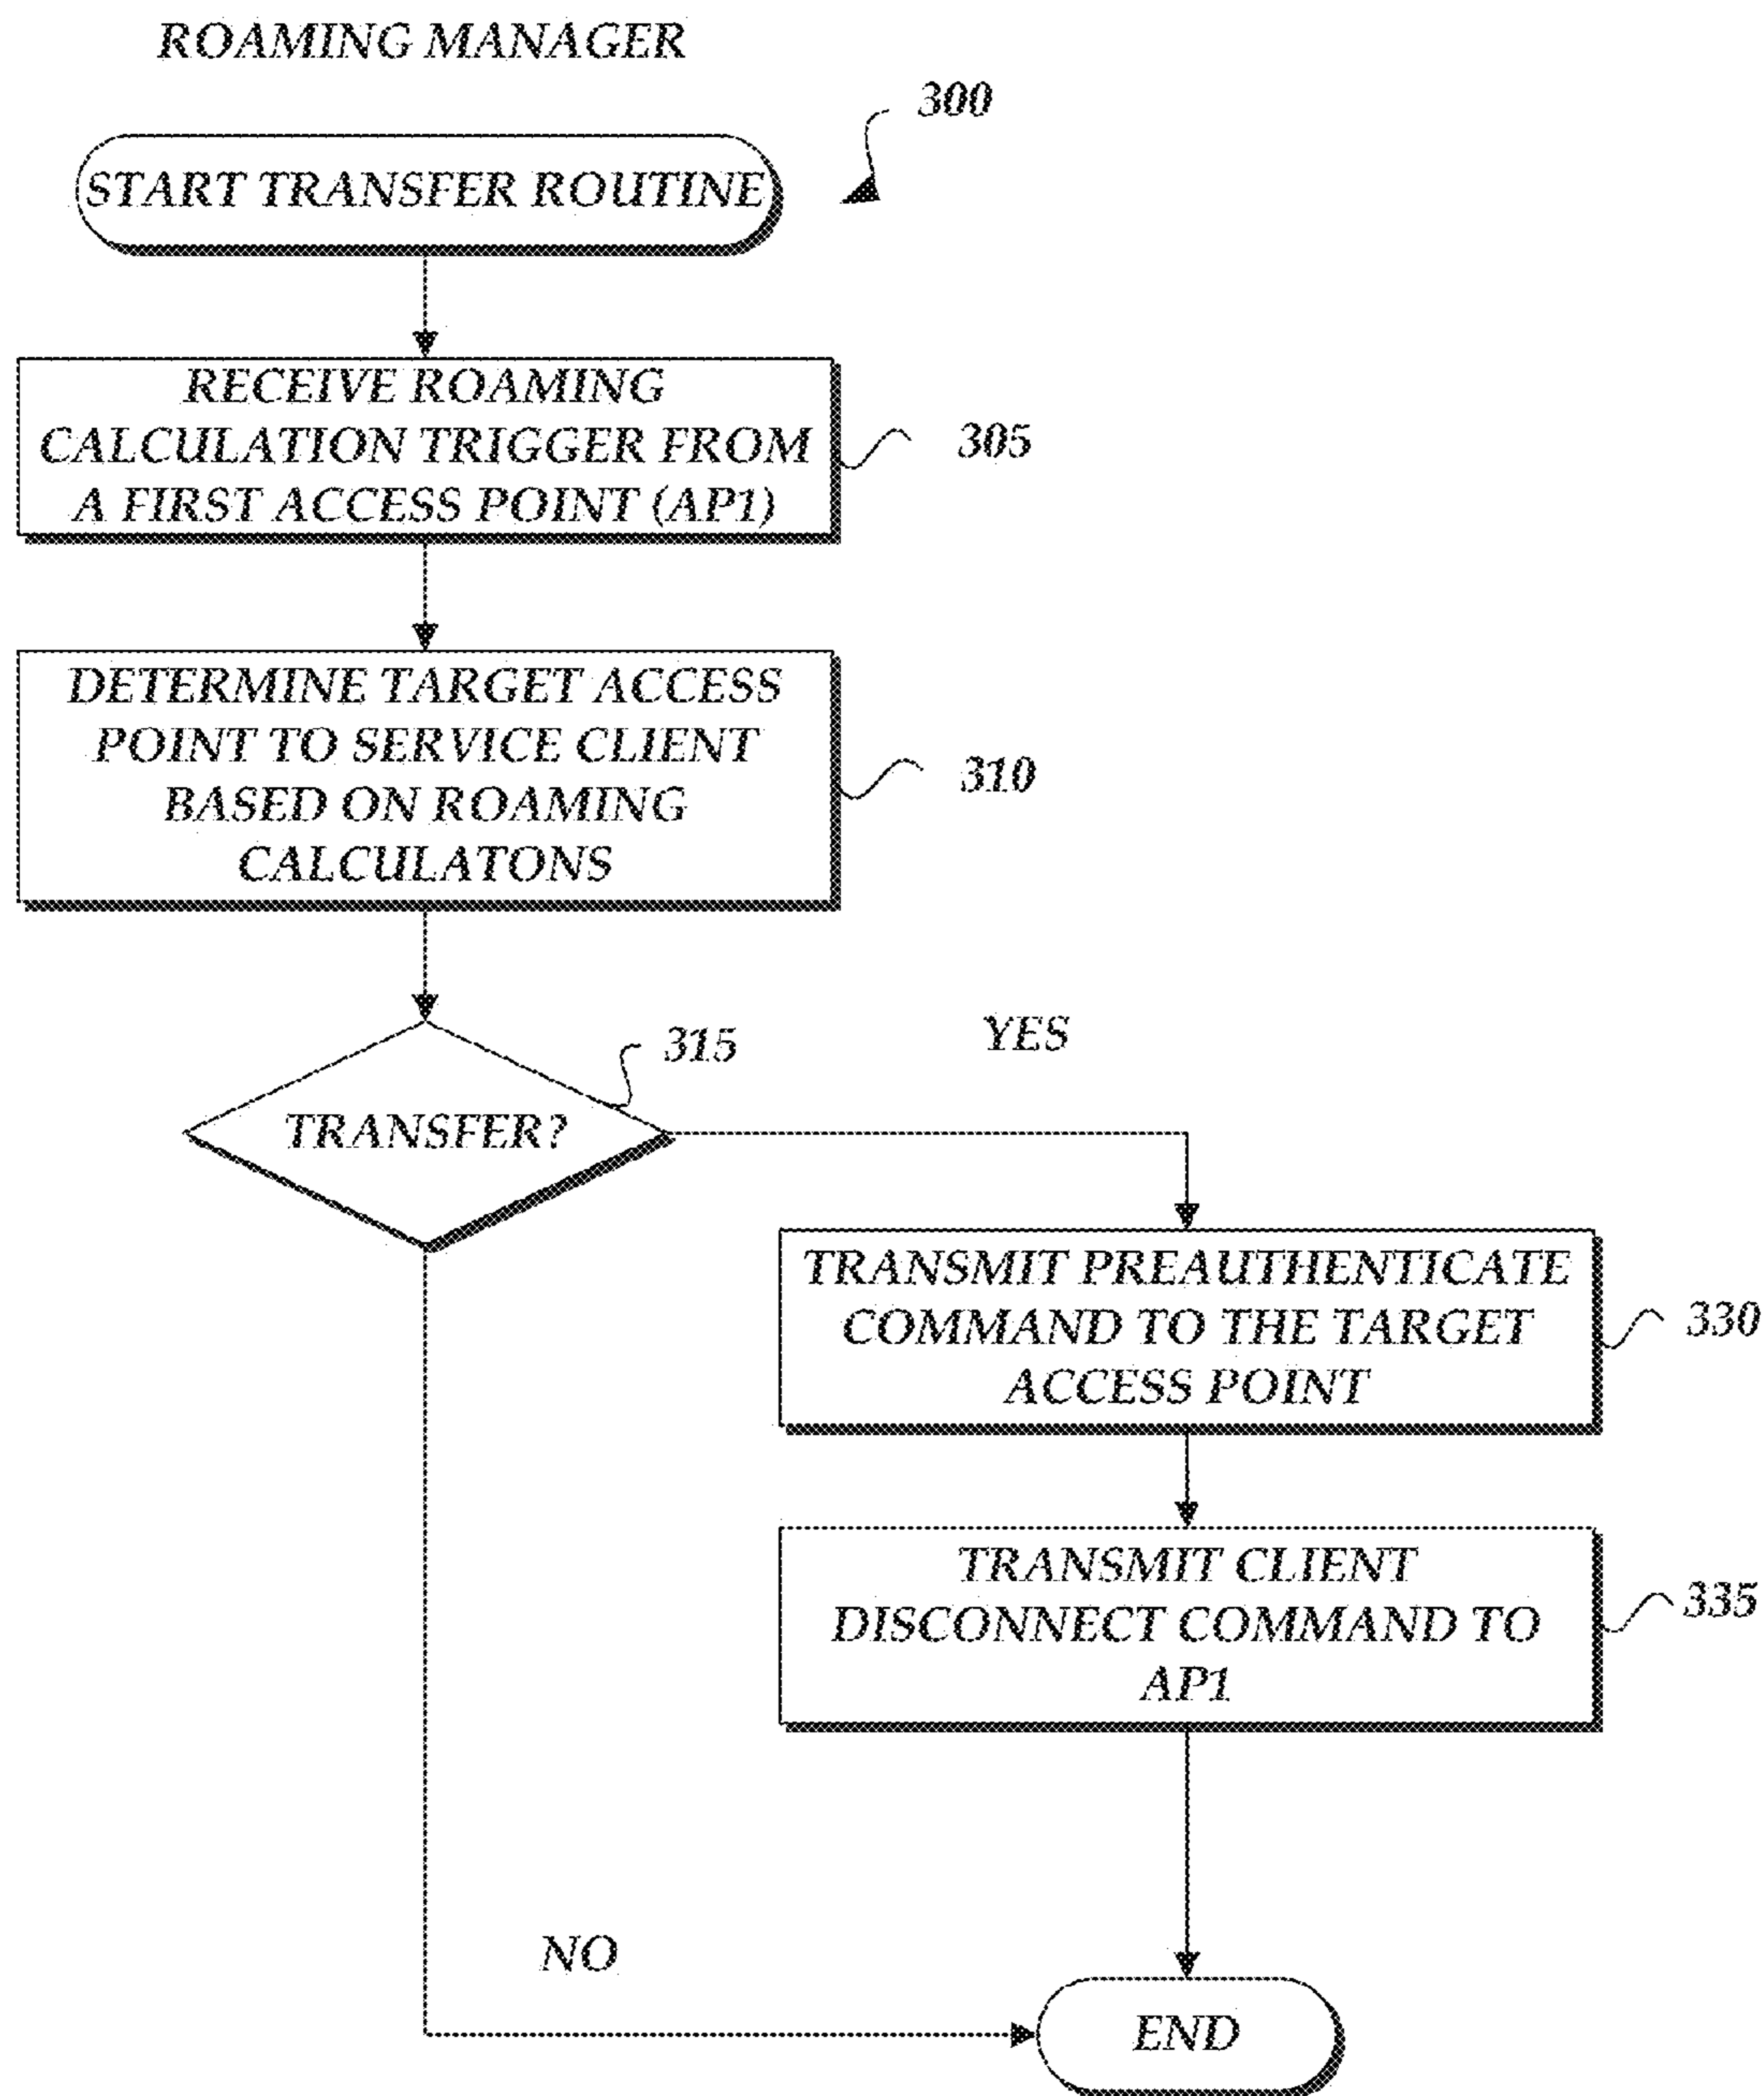 ROAMING MANAGER
300
START TRANSFER ROUTINE
RECEIVE ROAMING
CALCULATION TRIGGER FROM
A FIRST ACCESS POINT (AP1)
305
DETERMINE TARGET ACCESS
POINT TO SERVICE CLIENT
BASED ON ROAMING
CALCULATONS
310
315
YES
TRANSFER?
TRANSMIT PREAUTHENTICATE
COMMAND TO THE TARGET
ACCESS POINT
330
TRANSMIT CLIENT
DISCONNECT COMMAND TO
AP1
335
NO
END